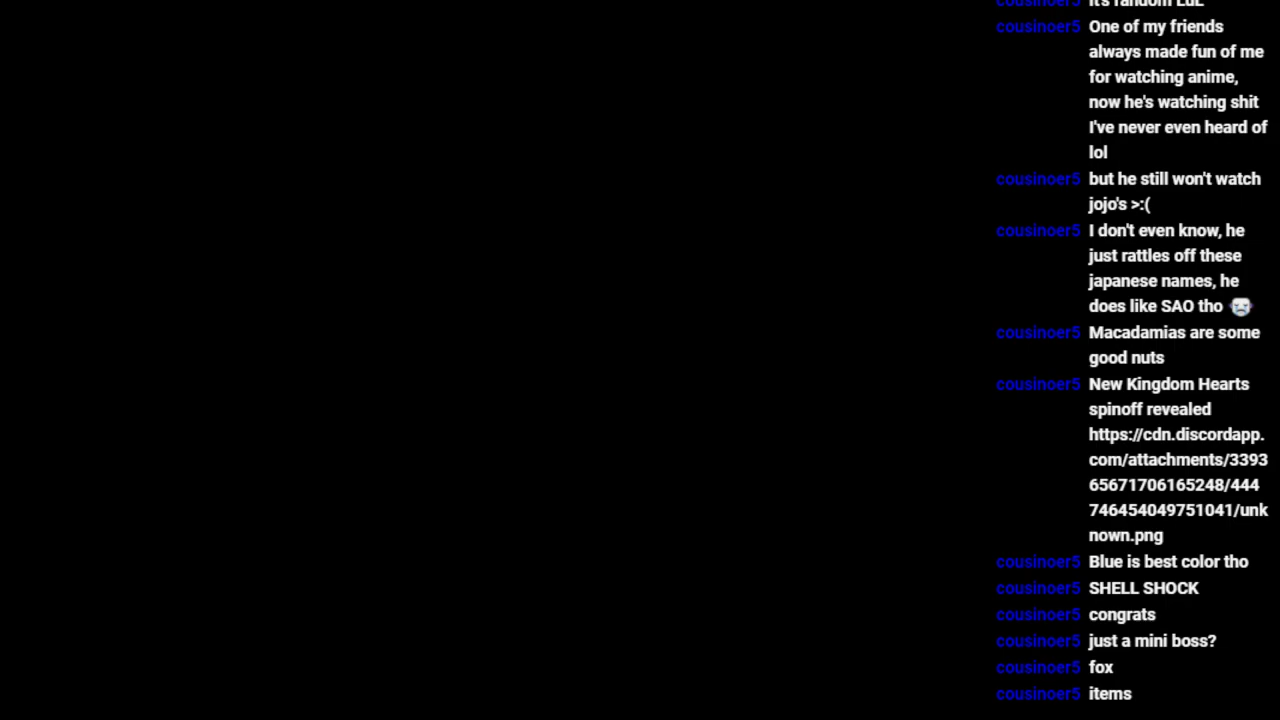 cousinoer5 It's random LUL
cousinoer5 One of my friends
always made fun of me
for watching anime,
now he's watching shit
I've never even heard of
lol
cousinoer5 but he still won't watch
jojo's >:(
cousinoer5 I don't even know, he
just rattles off these
japanese names, he
does like SAO tho
cousinoer5 Macadamias are some
good nuts
cousinoer5 New Kingdom Hearts
spinoff revealed
https://cdn.discordapp.
com/attachments/3393
65671706165248/444
746454049751041/unk
nown.png
cousinoer5 Blue is best color tho
cousinoer5 SHELL SHOCK
cousinoer5 congrats
cousinoer5 just a mini boss?
cousinoer5 fox
cousinoer5 items